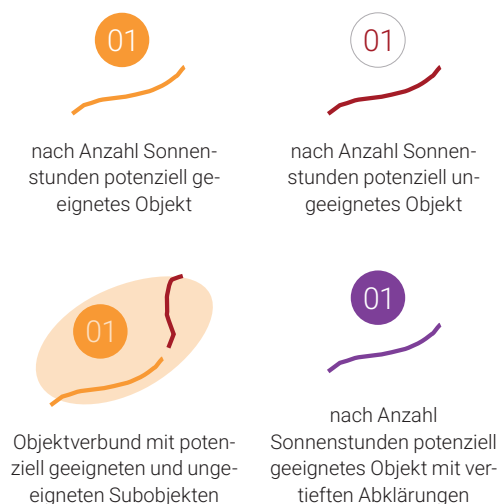 01
nach Anzahl Sonnen-
stunden potenziell ge-
eignetes Objekt
01
nach Anzahl Sonnen-
stunden potenziell un-
geeignetes Objekt
01
Objektverbund mit poten-
ziell geeigneten und unge-
eigneten Subobjekten
01
nach Anzahl
Sonnenstunden potenziell
geeignetes Objekt mit ver-
tieften Abklärungen